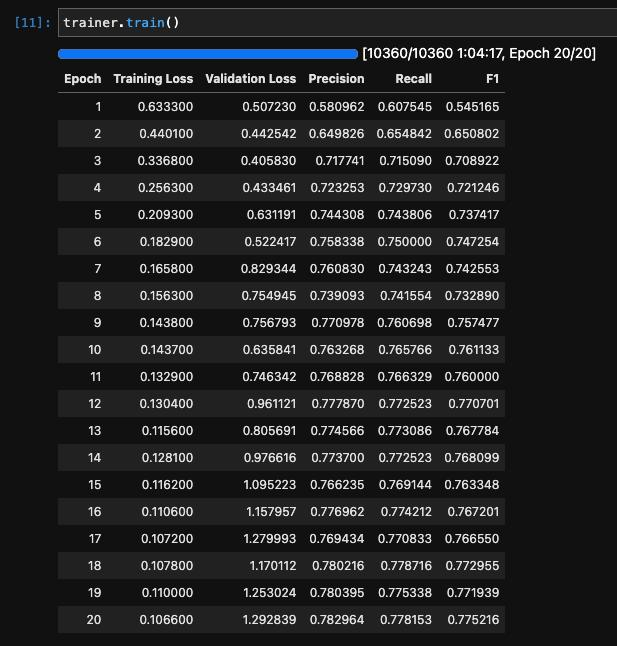 [11]: trainer.train()
[10360/10360 1:04:17, Epoch 20/20]
Epoch Training Loss Validation Loss Precision Recall F1
1 0.633300 0.507230 0.580962 0.607545 0.545165
2 0.440100 0.442542 0.649826 0.654842 0.650802
3 0.336800 0.405830 0.717741 0.715090 0.708922
4 0.256300 0.433461 0.723253 0.729730 0.721246
5 0.209300 0.631191 0.744308 0.743806 0.737417
6 0.182900 0.522417 0.758338 0.750000 0.747254
7 0.165800 0.829344 0.760830 0.743243 0.742553
8 0.156300 0.754945 0.739093 0.741554 0.732890
9 0.143800 0.756793 0.770978 0.760698 0.757477
10 0.143700 0.635841 0.763268 0.765766 0.761133
11 0.132900 0.746342 0.768828 0.766329 0.760000
12 0.130400 0.961121 0.777870 0.772523 0.770701
13 0.115600 0.805691 0.774566 0.773086 0.767784
14 0.128100 0.976616 0.773700 0.772523 0.768099
15 0.116200 1.095223 0.766235 0.769144 0.763348
16 0.110600 1.157957 0.776962 0.774212 0.767201
17 0.107200 1.279993 0.769434 0.770833 0.766550
18 0.107800 1.170112 0.780216 0.778716 0.772955
19 0.110000 1.253024 0.780395 0.775338 0.771939
20 0.106600 1.292839 0.782964 0.778153 0.775216